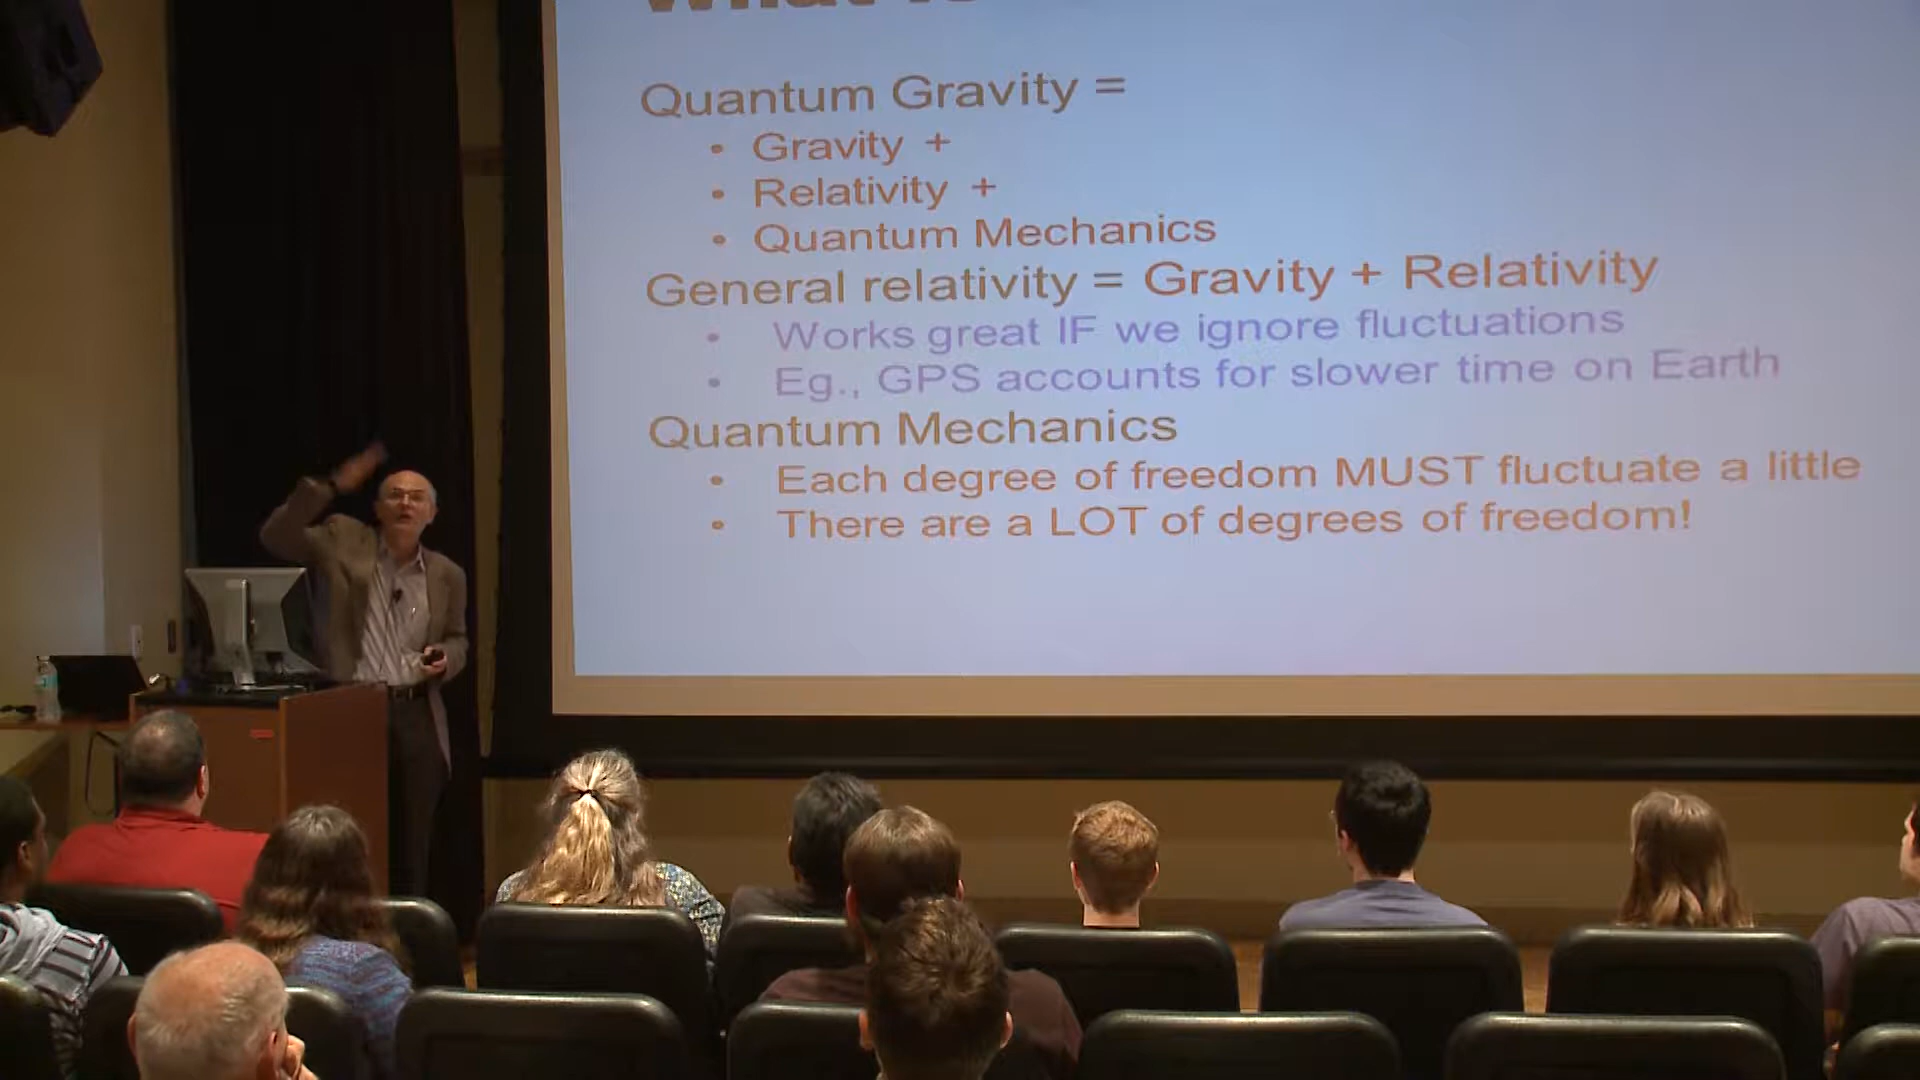 Quantum Gravity =
• Gravity +
• Relativity +
• Quantum Mechanics
General relativity = Gravity + Relativity
• Works great IF we ignore fluctuations
• Eg., GPS accounts for slower time on Earth
Quantum Mechanics
• Each degree of freedom MUST fluctuate a little
• There are a LOT of degrees of freedom!